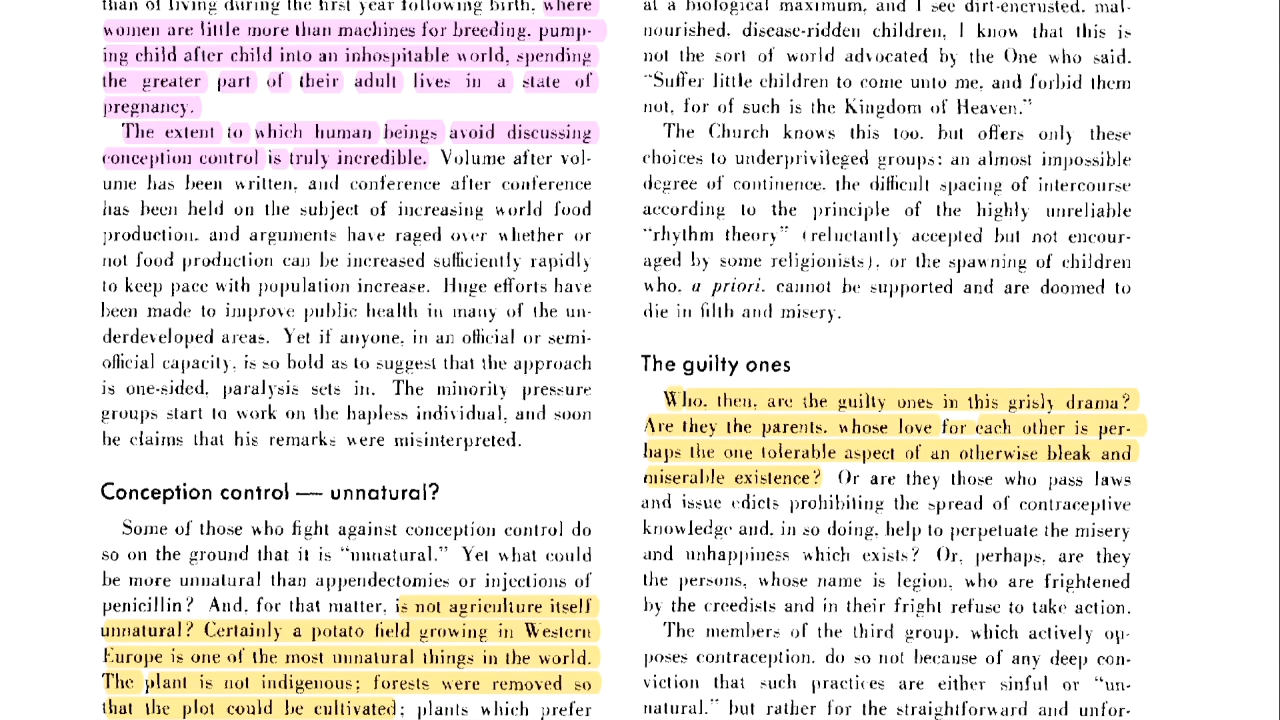 than of living during the first year following birth, where
women are little more than machines for breeding, pump-
ing child after child into an inhospitable world, spending
the greater part of their adult lives in a state of
pregnancy.
The extent to which human beings avoid discussing
conception control is truly incredible. Volume after vol-
ume has been written, and conference after conference
has been held on the subject of increasing world food
production, and arguments have raged over whether or
not food production can be increased sufficiently rapidly
to keep pace with population increase. Huge efforts have
been made to improve public health in many of the un-
derdeveloped areas. Yet if anyone, in an official or semi-
official capacity, is so bold as to suggest that the approach
is one-sided, paralysis sets in. The minority pressure
groups start to work on the hapless individual, and soon
he claims that his remarks were misinterpreted.
Conception control — unnatural?
Some of those who fight against conception control do
so on the ground that it is “unnatural.” Yet what could
be more unnatural than appendectomies or injections of
penicillin? And, for that matter, is not agriculture itself
unnatural? Certainly a potato field growing in Western
Europe is one of the most unnatural things in the world.
The plant is not indigenous; forests were removed so
that the plot could be cultivated; plants which prefer
at a biological maximum, and I see dirt-encrusted, mal-
nourished, disease-ridden children, I know that this is
not the sort of world advocated by the One who said,
“Suffer little children to come unto me, and forbid them
not, for of such is the Kingdom of Heaven.”
The Church knows this too, but offers only these
choices to underprivileged groups: an almost impossible
degree of continence, the difficult spacing of intercourse
according to the principle of the highly unreliable
“rhythm theory” (reluctantly accepted but not encour-
aged by some religionists), or the spawning of children
who, a priori, cannot be supported and are doomed to
die in filth and misery.
The guilty ones
Who, then, are the guilty ones in this grisly drama?
Are they the parents, whose love for each other is per-
haps the one tolerable aspect of an otherwise bleak and
miserable existence? Or are they those who pass laws
and issue edicts prohibiting the spread of contraceptive
knowledge and, in so doing, help to perpetuate the misery
and unhappiness which exists? Or, perhaps, are they
the persons, whose name is legion, who are frightened
by the creedists and in their fright refuse to take action.
The members of the third group, which actively op-
poses contraception, do so not because of any deep con-
viction that such practices are either sinful or “un-
natural,” but rather for the straightforward and unfor-